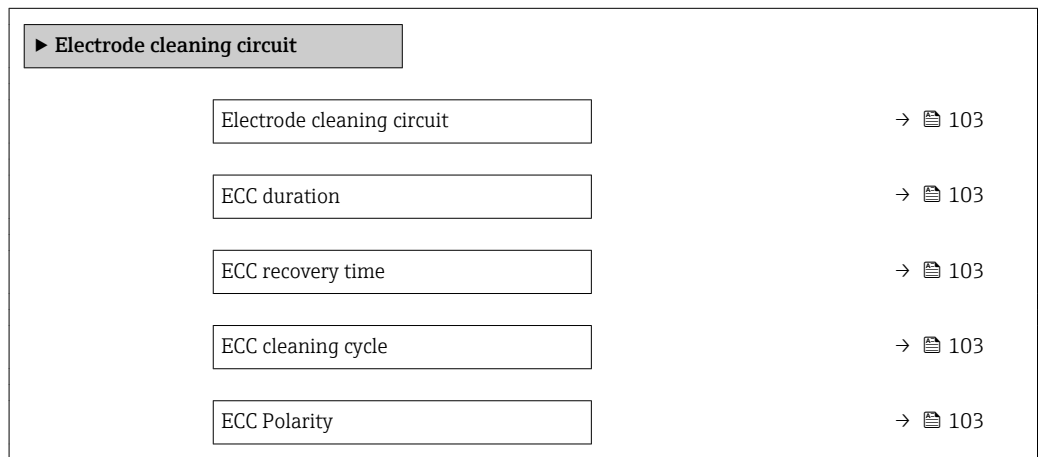 ▶ Electrode cleaning circuit
Electrode cleaning circuit → 103
ECC duration → 103
ECC recovery time → 103
ECC cleaning cycle → 103
ECC Polarity → 103